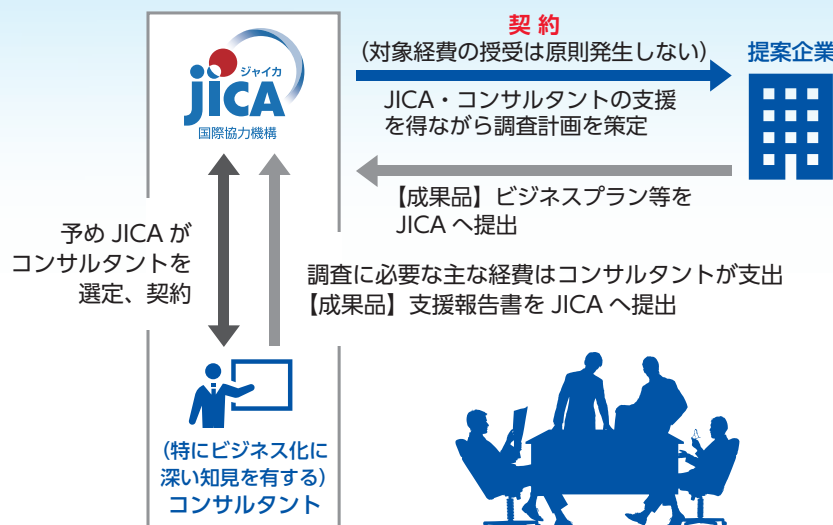 契約
（対象経費の授受は原則発生しない）
提案企業
ジャイカ
JICA
国際協力機構
JICA・コンサルタントの支援
を得ながら調査計画を策定
【成果品】ビジネスプラン等を
JICA へ提出
予め JICA が
コンサルタントを
選定、契約
調査に必要な主な経費はコンサルタントが支出
【成果品】支援報告書を JICA へ提出
（特にビジネス化に
深い知見を有する）
コンサルタント